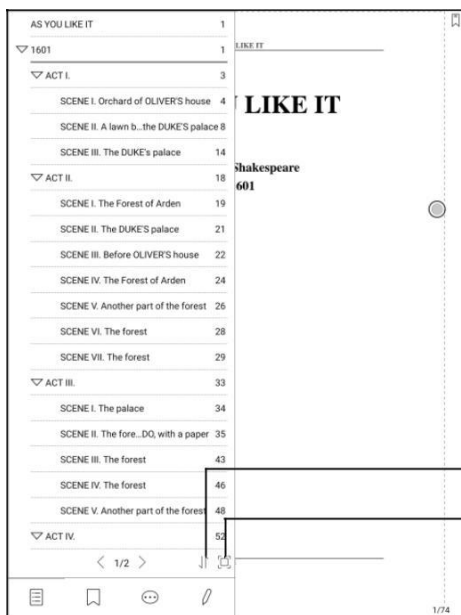 AS YOU LIKE IT 1
1601 1
ACT I. 3
SCENE I. Orchard of OLIVER'S house 4
SCENE II. A lawn b...the DUKE'S palace 8
SCENE III. The DUKE's palace 14
ACT II. 18
SCENE I. The Forest of Arden 19
SCENE II. The DUKE'S palace 21
SCENE III. Before OLIVER'S house 22
SCENE IV. The Forest of Arden 24
SCENE V. Another part of the forest 26
SCENE VI. The forest 28
SCENE VII. The forest 29
ACT III. 33
SCENE I. The palace 34
SCENE II. The fore...DO, with a paper 35
SCENE III. The forest 43
SCENE IV. The forest 46
SCENE V. Another part of the forest 48
ACT IV. 52
1/2
LIKE IT
LIKE IT
Shakespeare
601
1/74